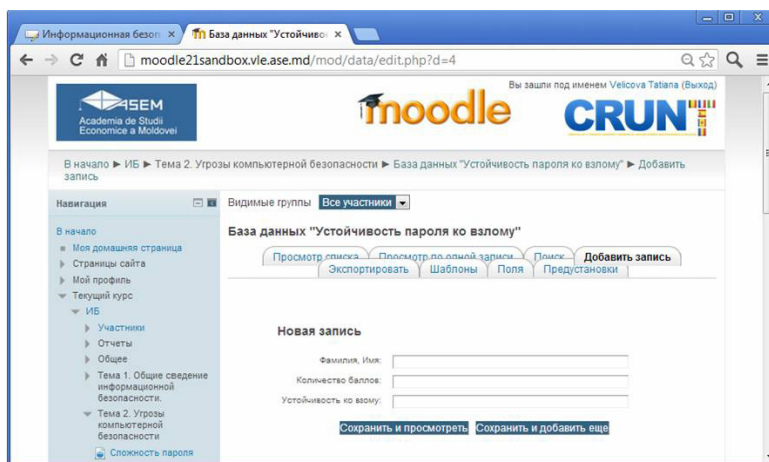 Информационная безоп
База данных "Устойчивос
moodle21sandbox.vle.ase.md/mod/data/edit.php?d=4
Вы зашли под именем Velicova Tatiana (Выход)
ASEM
Academia de Studii
Economice a Moldovei
moodle
CRUNT
В начало ► ИБ ► Тема 2. Угрозы компьютерной безопасности ► База данных "Устойчивость пароля ко взлому" ► Добавить
запись
Навигация
В начало
Моя домашняя страница
Страницы сайта
Мой профиль
Текущий курс
ИБ
Участники
Отчеты
Общее
Тема 1. Общие сведение
информационной
безопасности.
Тема 2. Угрозы
компьютерной
безопасности
Сложность пароля
Видимые группы Все участники
База данных "Устойчивость пароля ко взлому"
Просмотр списка Просмотр по одной записи Поиск Добавить запись
Экспортировать Шаблоны Поля Предустановки
Новая запись
Фамилия, Имя:
Количество баллов:
Устойчивость ко взому:
Сохранить и просмотреть Сохранить и добавить еще